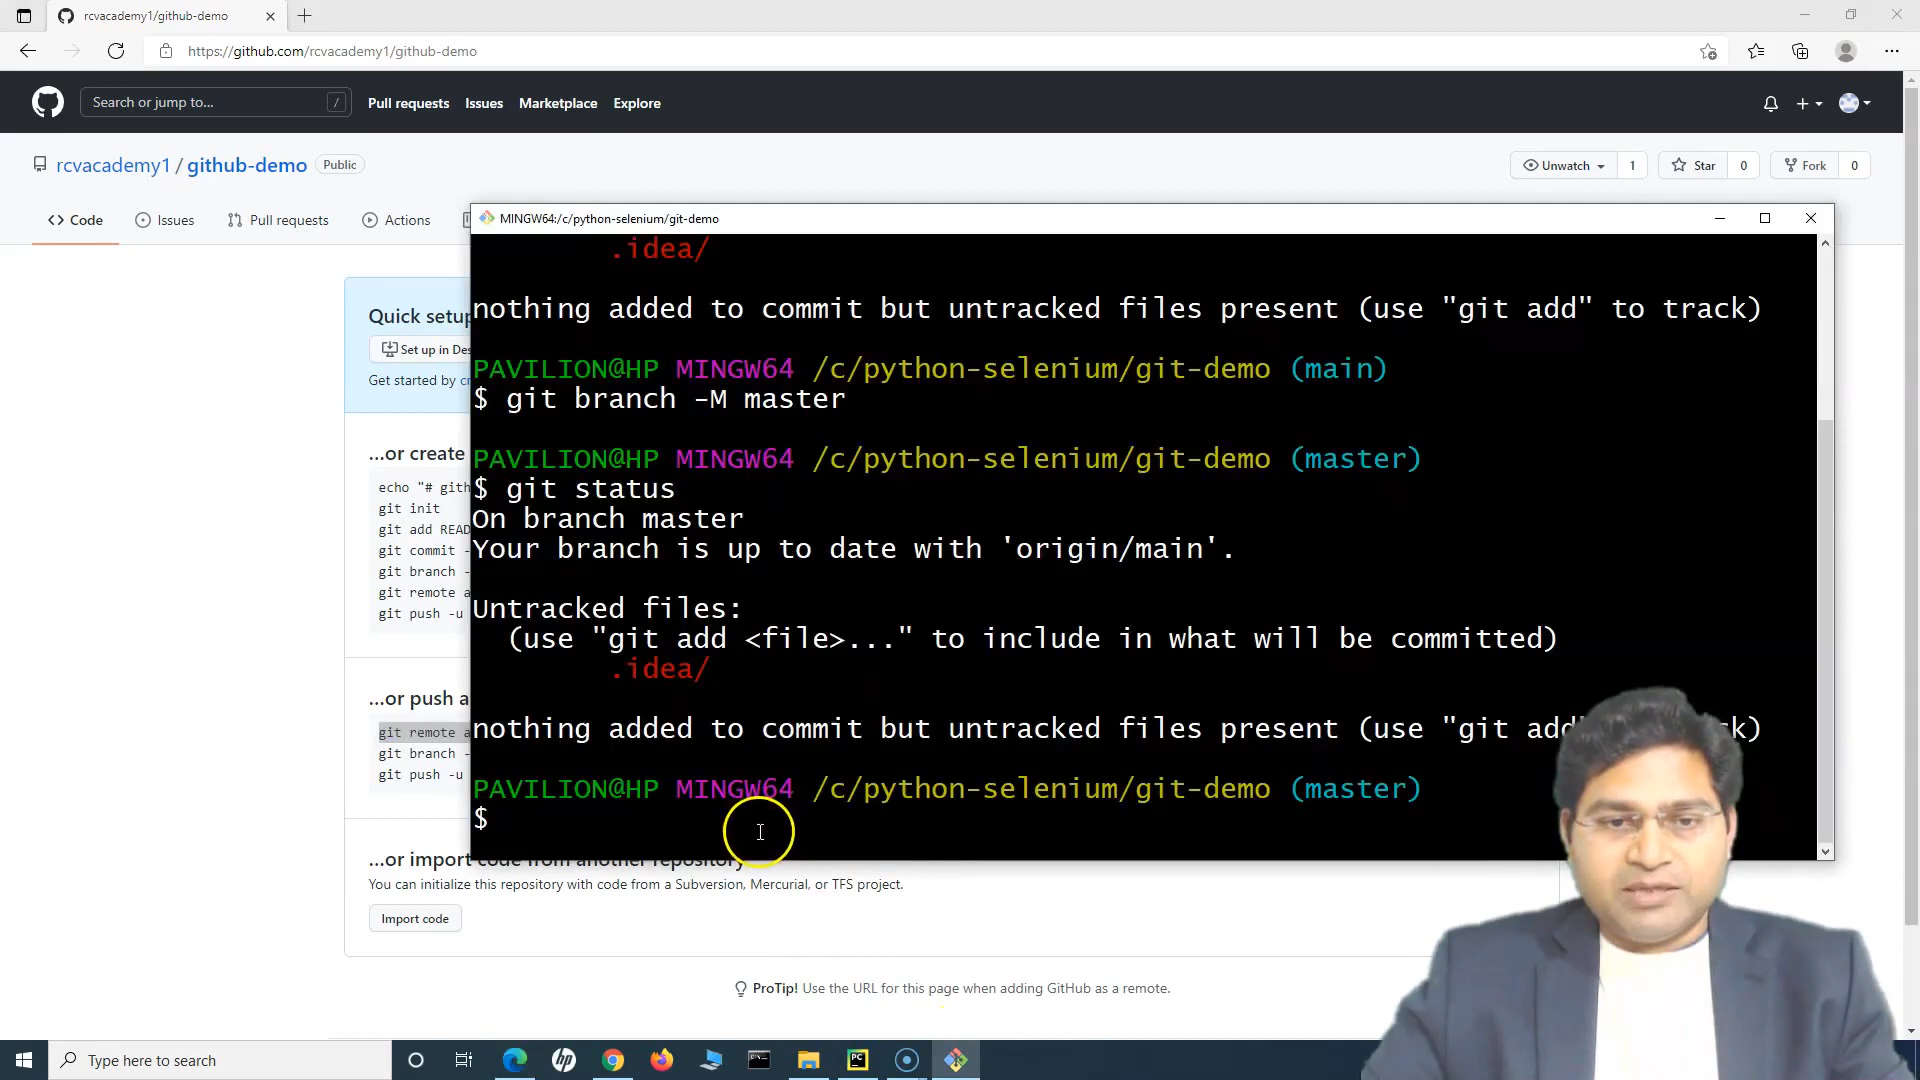 rcvacademy1/github-demo
https://github.com/rcvacademy1/github-demo
Search or jump to... /
Pull requests Issues Marketplace Explore
rcvacademy1 / github-demo Public
Unwatch 1 Star 0 Fork 0
Code Issues Pull requests Actions
MINGW64:/c/python-selenium/git-demo
.idea/
nothing added to commit but untracked files present (use "git add" to track)
PAVILION@HP MINGW64 /c/python-selenium/git-demo (main)
$ git branch -M master
PAVILION@HP MINGW64 /c/python-selenium/git-demo (master)
$ git status
On branch master
Your branch is up to date with 'origin/main'.
Untracked files:
(use "git add <file>..." to include in what will be committed)
.idea/
nothing added to commit but untracked files present (use "git add
PAVILION@HP MINGW64 /c/python-selenium/git-demo (master)
$
Quick setup
Set up in
Get started by
...or create
echo "#
git init
git add
git commit -
git branch -
git remote
git push -u
...or push
git remote
git branch -
git push -u
...or import code from another repository
You can initialize this repository with code from a Subversion, Mercurial, or TFS project.
Import code
ProTip! Use the URL for this page when adding GitHub as a remote.
Type here to search
hp
PC